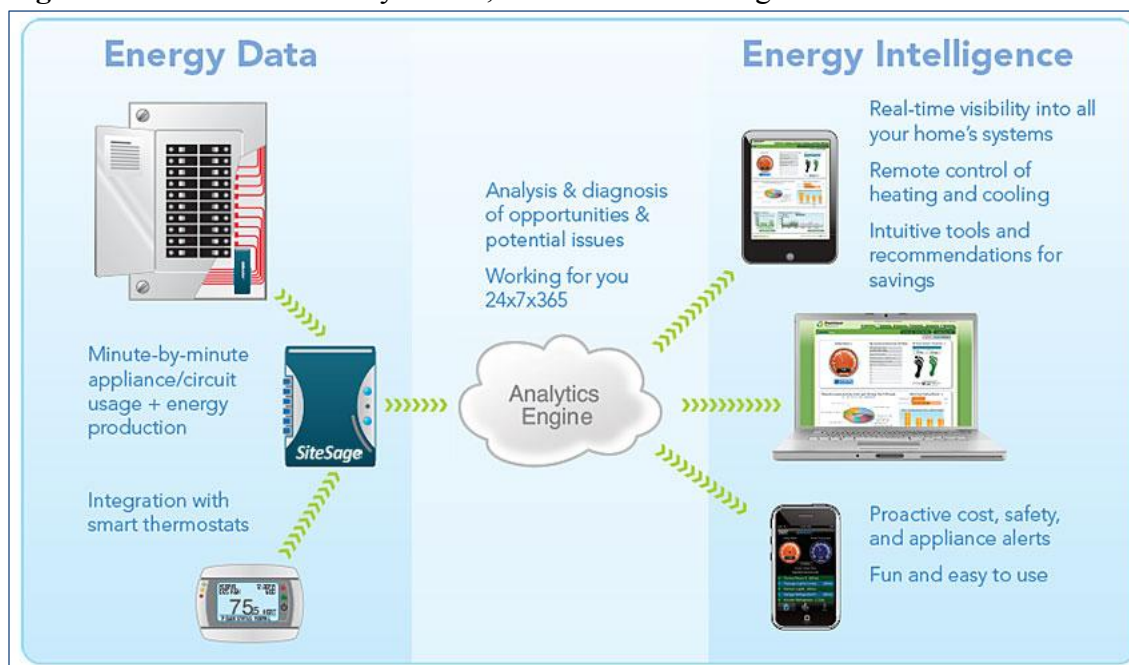 Energy Data
Energy Intelligence
Minute-by-minute
appliance/circuit
usage + energy
production
SiteSage
Integration with
smart thermostats
75
Analysis & diagnosis
of opportunities &
potential issues
Working for you
24x7x365
Analytics
Engine
Real-time visibility into all
your home's systems
Remote control of
heating and cooling
Intuitive tools and
recommendations for
savings
Proactive cost, safety,
and appliance alerts
Fun and easy to use